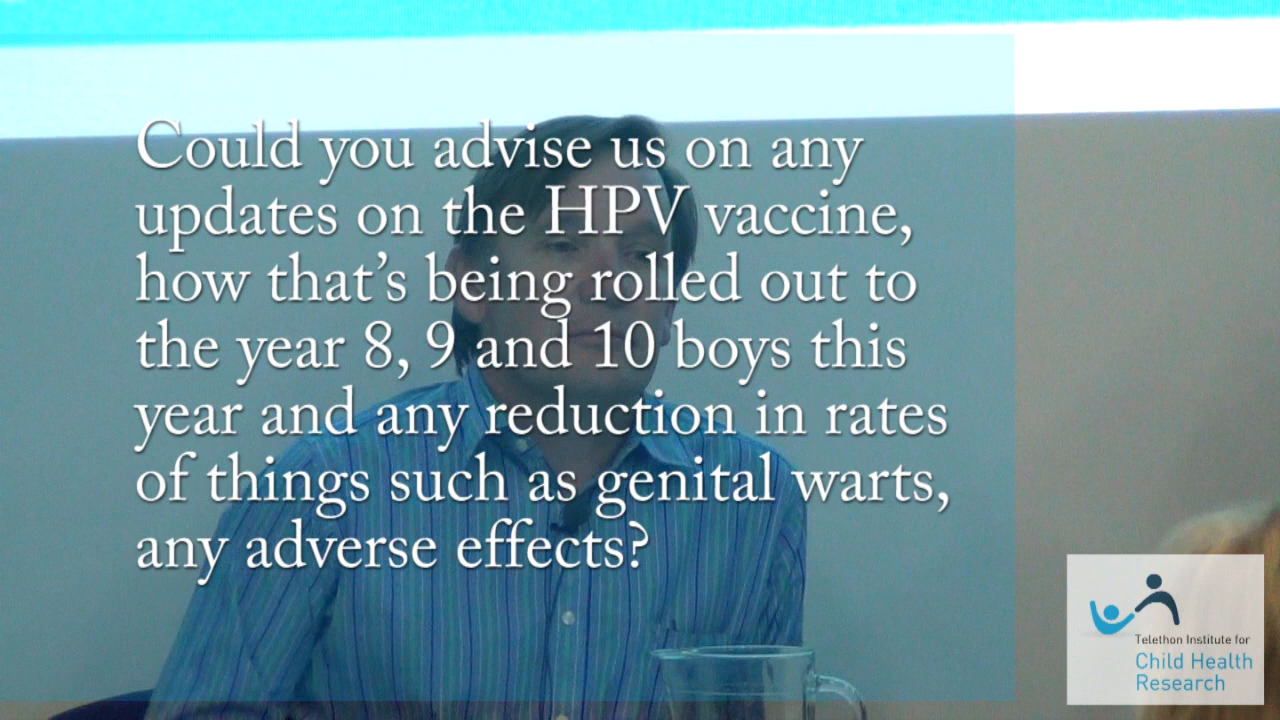 Could you advise us on any
updates on the HPV vaccine,
how that's being rolled out to
the year 8, 9 and 10 boys this
year and any reduction in rates
of things such as genital warts,
any adverse effects?
Telethon Institute for
Child Health
Research